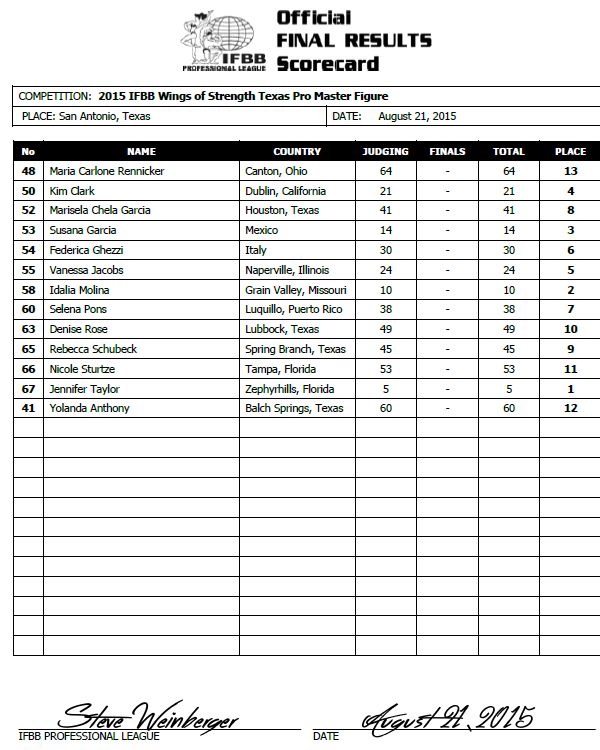 Official
FINAL RESULTS
Scorecard
IFBB
PROFESSIONAL LEAGUE
COMPETITION: 2015 IFBB Wings of Strength Texas Pro Master Figure
PLACE: San Antonio, Texas DATE: August 21, 2015
No NAME COUNTRY JUDGING FINALS TOTAL PLACE
48 Maria Carlone Rennicker Canton, Ohio 64 - 64 13
50 Kim Clark Dublin, California 21 - 21 4
52 Marisela Chela Garcia Houston, Texas 41 - 41 8
53 Susana Garcia Mexico 14 - 14 3
54 Federica Ghezzi Italy 30 - 30 6
55 Vanessa Jacobs Naperville, Illinois 24 - 24 5
58 Idalia Molina Grain Valley, Missouri 10 - 10 2
60 Selena Pons Luquillo, Puerto Rico 38 - 38 7
63 Denise Rose Lubbock, Texas 49 - 49 10
65 Rebecca Schubeck Spring Branch, Texas 45 - 45 9
66 Nicole Sturtze Tampa, Florida 53 - 53 11
67 Jennifer Taylor Zephyrhills, Florida 5 - 5 1
41 Yolanda Anthony Balch Springs, Texas 60 - 60 12
Steve Weinberger August 21, 2015
IFBB PROFESSIONAL LEAGUE DATE